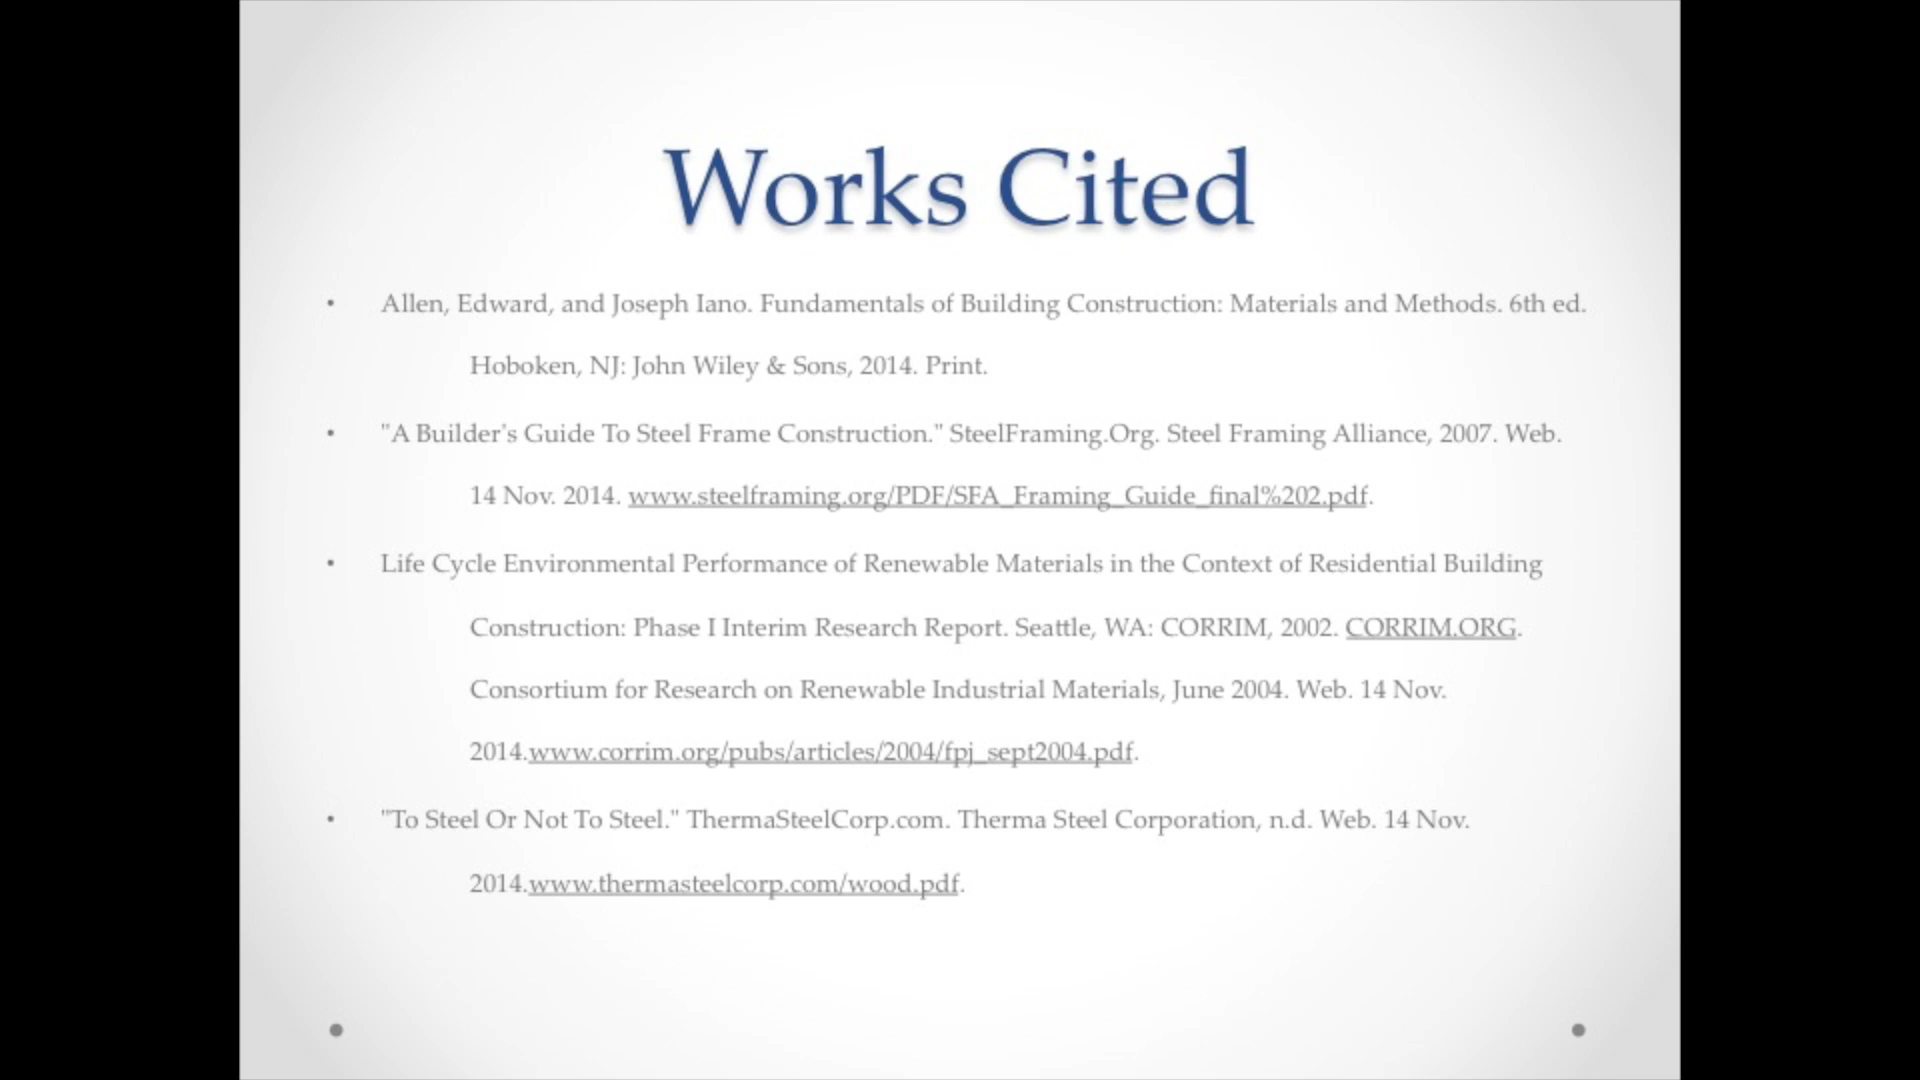 Works Cited
• Allen, Edward, and Joseph Iano. Fundamentals of Building Construction: Materials and Methods. 6th ed.
Hoboken, NJ: John Wiley & Sons, 2014. Print.
• "A Builder's Guide To Steel Frame Construction." SteelFraming.Org. Steel Framing Alliance, 2007. Web.
14 Nov. 2014. www.steelframing.org/PDF/SFA_Framing_Guide_final%202.pdf.
• Life Cycle Environmental Performance of Renewable Materials in the Context of Residential Building
Construction: Phase I Interim Research Report. Seattle, WA: CORRIM, 2002. CORRIM.ORG.
Consortium for Research on Renewable Industrial Materials, June 2004. Web. 14 Nov.
2014.www.corrim.org/pubs/articles/2004/fpj_sept2004.pdf.
• "To Steel Or Not To Steel." ThermaSteelCorp.com. Therma Steel Corporation, n.d. Web. 14 Nov.
2014.www.thermasteelcorp.com/wood.pdf.